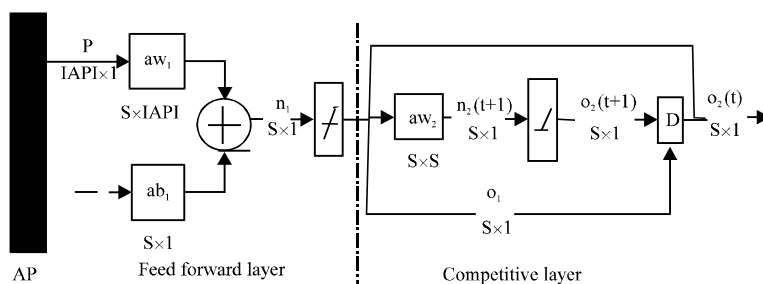 P
IAPI×1
aw₁
S×IAPI
n₁
S×1
ab₁
S×1
AP
Feed forward layer
aw₂
S×S
n₂(t+1)
S×1
o₂(t+1)
S×1
D
o₂(t)
S×1
o₁
S×1
Competitive layer